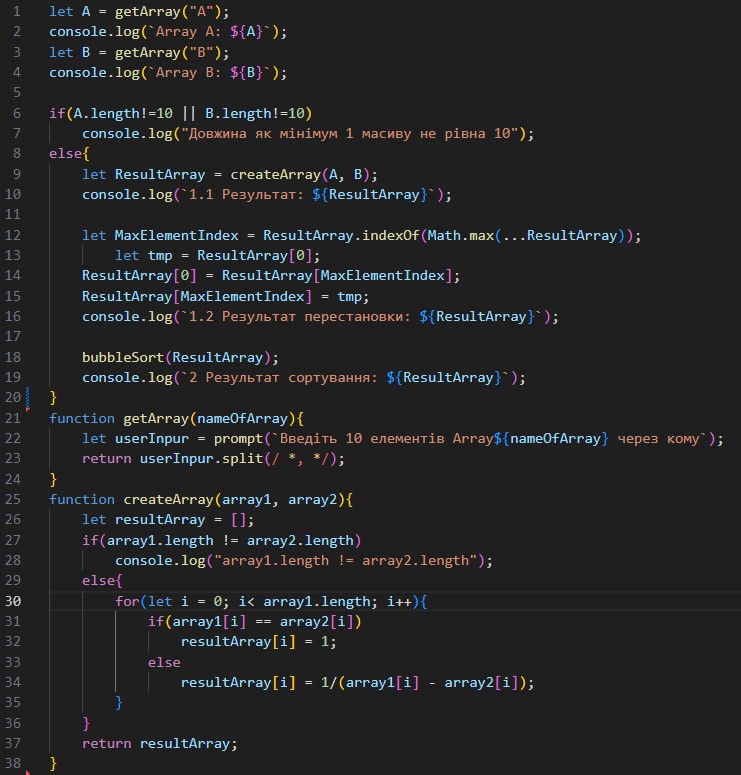 1 let A = getArray("A");
2 console.log(`Array A: ${A}`);
3 let B = getArray("B");
4 console.log(`Array B: ${B}`);
5
6 if(A.length!=10 || B.length!=10)
7 console.log("Довжина як мінімум 1 масиву не рівна 10");
8 else{
9 let ResultArray = createArray(A, B);
10 console.log(`1.1 Результат: ${ResultArray}`);
11
12 let MaxElementIndex = ResultArray.indexOf(Math.max(...ResultArray));
13 let tmp = ResultArray[0];
14 ResultArray[0] = ResultArray[MaxElementIndex];
15 ResultArray[MaxElementIndex] = tmp;
16 console.log(`1.2 Результат перестановки: ${ResultArray}`);
17
18 bubbleSort(ResultArray);
19 console.log(`2 Результат сортування: ${ResultArray}`);
20 }
21 function getArray(nameOfArray){
22 let userInpur = prompt(`Введіть 10 елементів Array${nameOfArray} через кому`);
23 return userInpur.split(/ *, */);
24 }
25 function createArray(array1, array2){
26 let resultArray = [];
27 if(array1.length != array2.length)
28 console.log("array1.length != array2.length");
29 else{
30 for(let i = 0; i< array1.length; i++){
31 if(array1[i] == array2[i])
32 resultArray[i] = 1;
33 else
34 resultArray[i] = 1/(array1[i] - array2[i]);
35 }
36 }
37 return resultArray;
38 }